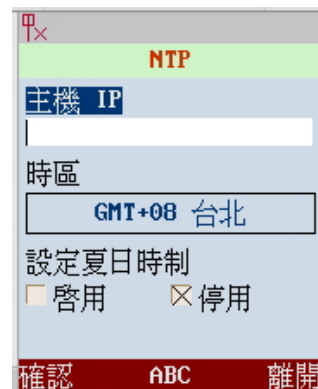 NTP
主機 IP
時區
GMT+08 台北
設定夏日時制
啓用 停用
確認 ABC 離開